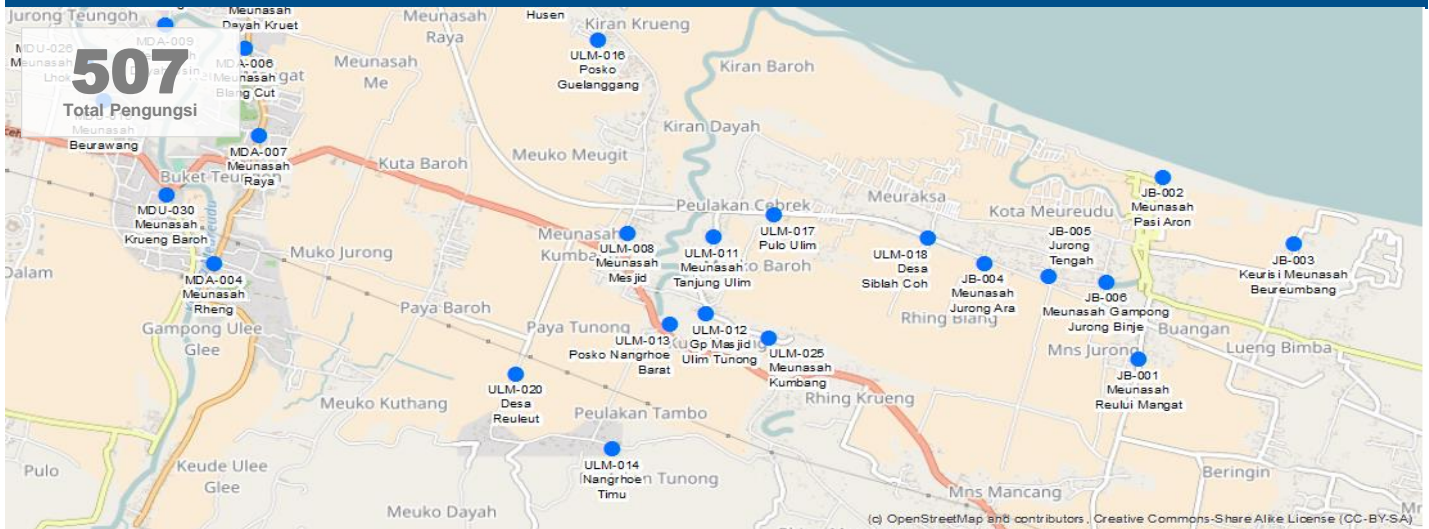 Jurong Teungoh
Meunasah
Dayah Kruet
Meunasah
Raya
Husen
Kiran Krueng
MDU-026
Meunasah
Lhok
MDA-009
MDA-006
Meunasah
Blang Cut
507
Total Pengungsi
Meunasah
Me
ULM-016
Posko
Guelanggang
Kiran Baroh
Meunasah
Beurawang
MDA-007
Meunasah
Raya
Kuta Baroh
Meuko Meugit
Kiran Dayah
MDU-030
Meunasah
Krueng Baroh
Peulakan Cebrek
Meuraksa
Kota Meureudu
JB-002
Meunasah
Pasi Aron
Muko Jurong
ULM-008
Meunasah
Mesjid
ULM-011
Meunasah
Tanjung Ulim
ULM-017
Pulo Ulim
ULM-018
Desa
Siblah Coh
JB-004
Meunasah
Jurong Ara
JB-005
Jurong
Tengah
JB-006
Meunasah Gampong
Jurong Binje
JB-003
Keurisi Meunasah
Beureumbang
Dalam
MDA-004
Meunasah
Rheng
Gampong Ulee
Glee
Paya Baroh
Paya Tunong
ULM-013
Posko Nangrhoe
Barat
ULM-012
Gp Masjid
Ulim Tunong
ULM-025
Meunasah
Kumbang
Rhing Blang
Buangan
Lueng Bimba
Mns Jurong
JB-001
Meunasah
Reului Mangat
ULM-020
Desa
Reuleut
Meuko Kuthang
Peulakan Tambo
Rhing Krueng
Pulo
Keude Ulee
Glee
ULM-014
Nangrhoe
Timu
Tunong
Beringin
Mns Mancang
Meuko Dayah
(c) OpenStreetMap and contributors, Creative Commons-Share Alike License (CC-BY-SA)